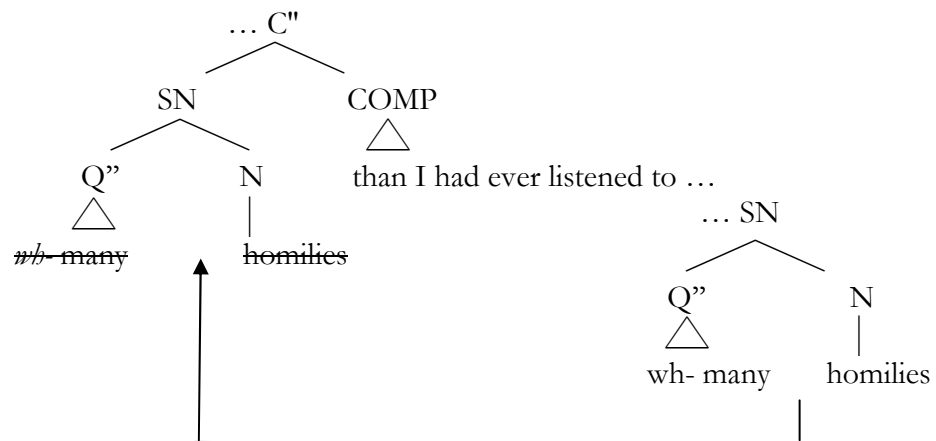 … C"
SN COMP
Q” N than I had ever listened to …
wh- many homilies
… SN
Q” N
wh- many homilies